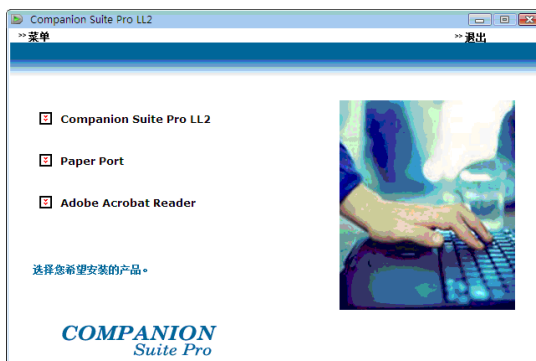 Companion Suite Pro LL2
>> 菜单
>> 退出
Companion Suite Pro LL2
Paper Port
Adobe Acrobat Reader
选择您希望安装的产品。
COMPANION
Suite Pro